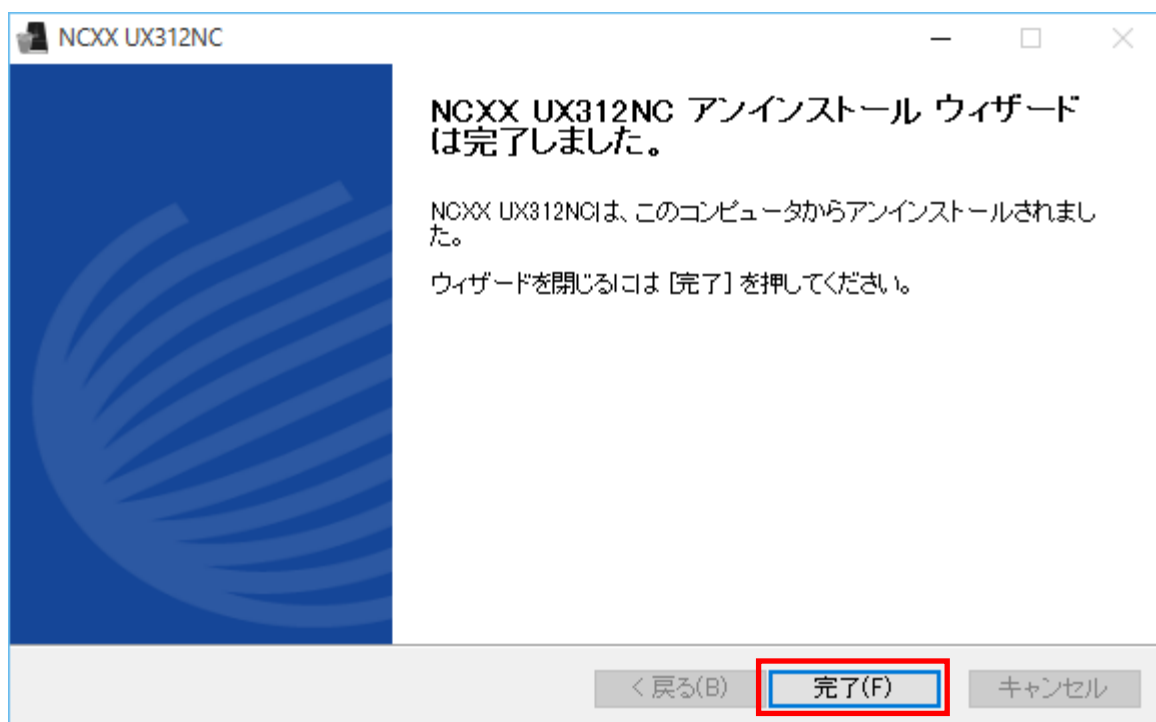 NCXX UX312NC
NCXX UX312NC アンインストール ウィザード
は完了しました。
NCXX UX312NCは、このコンピュータからアンインストールされまし
た。
ウィザードを閉じるには [完了] を押してください。
< 戻る(B)
完了(F)
キャンセル